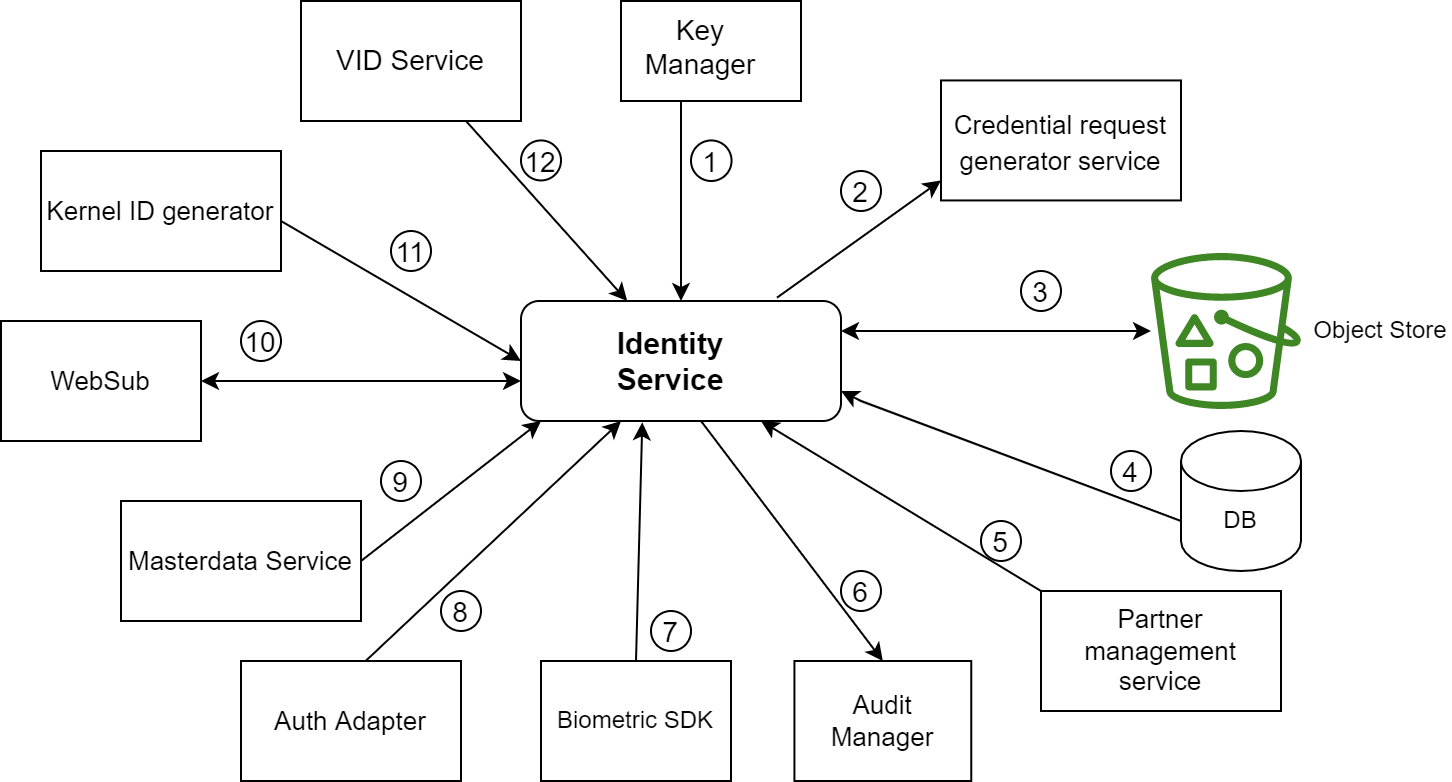 Key
Manager
VID Service
Credential request
generator service
12
1
2
Kernel ID generator
11
3
Object Store
Identity
Service
10
WebSub
4
DB
9
5
Masterdata Service
8
7
6
Partner
management
service
Auth Adapter
Biometric SDK
Audit
Manager